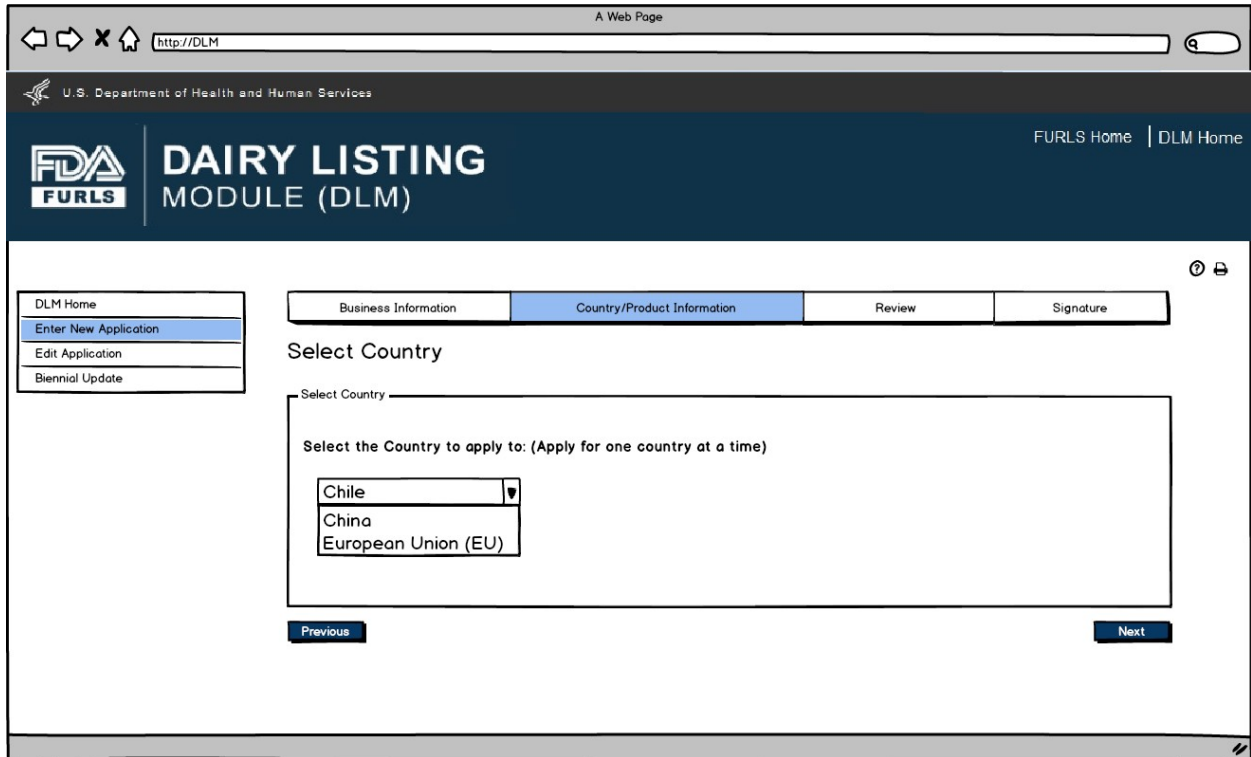 A Web Page
http://DLM
U.S. Department of Health and Human Services
FURLS Home | DLM Home
FDA
FURLS
DAIRY LISTING
MODULE (DLM)
DLM Home
Enter New Application
Edit Application
Biennial Update
Business Information
Country/Product Information
Review
Signature
Select Country
Select Country
Select the Country to apply to: (Apply for one country at a time)
Chile
China
European Union (EU)
Previous
Next